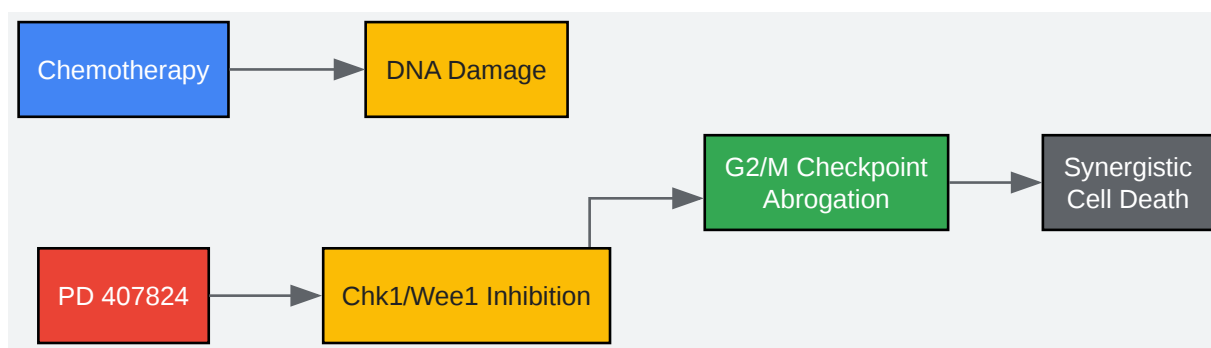 Chemotherapy
DNA Damage
G2/M Checkpoint
Abrogation
Synergistic
Cell Death
PD 407824
Chk1/Wee1 Inhibition